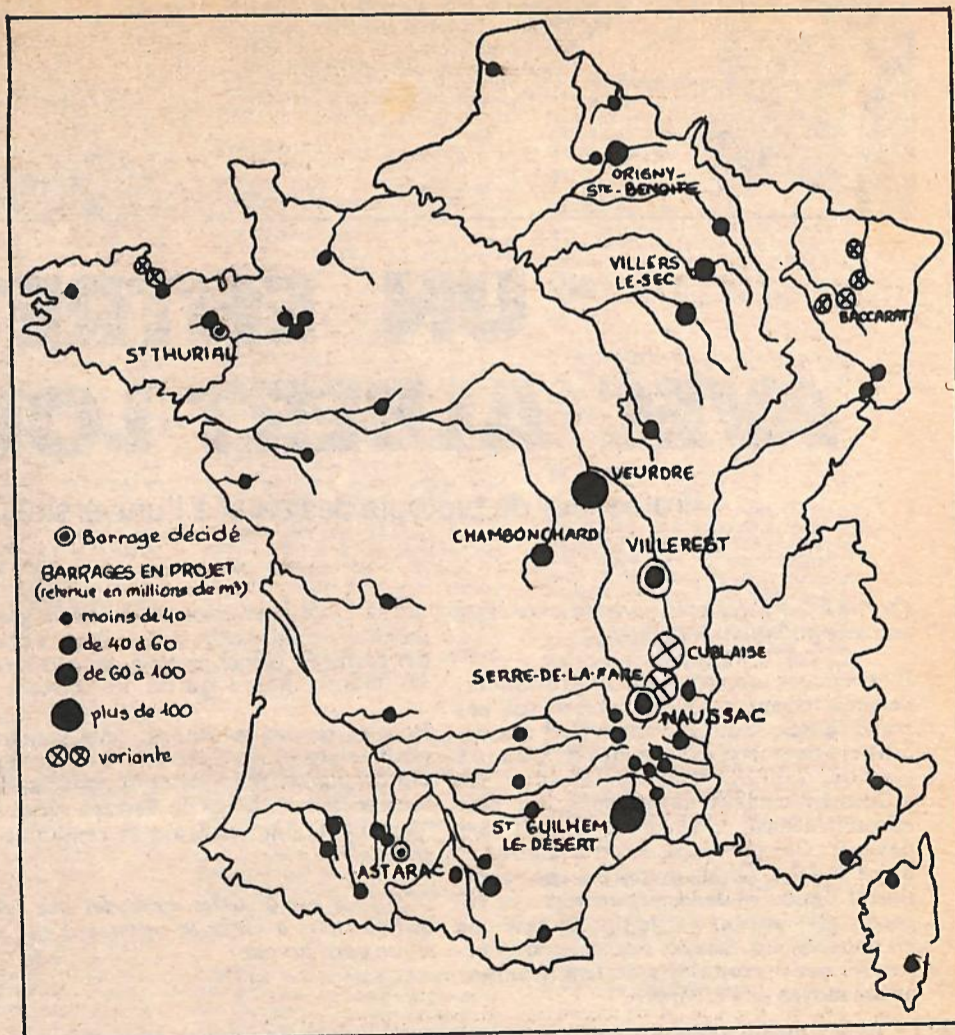 ORIGNY-
STE-BENOITE
VILLERS
LE-SEC
BACCARAT
ST THURIAL
VEURDRE
CHAMBONCHARD
VILLEREST
Barrage décidé
BARRAGES EN PROJET
(retenue en millions de m³)
moins de 40
de 40 à 60
de 60 à 100
plus de 100
variante
CUBLAISE
SERRE-DE-LA-FARE
NAUSSAC
ST GUILHEM
LE-DÉSERT
ASTARAC